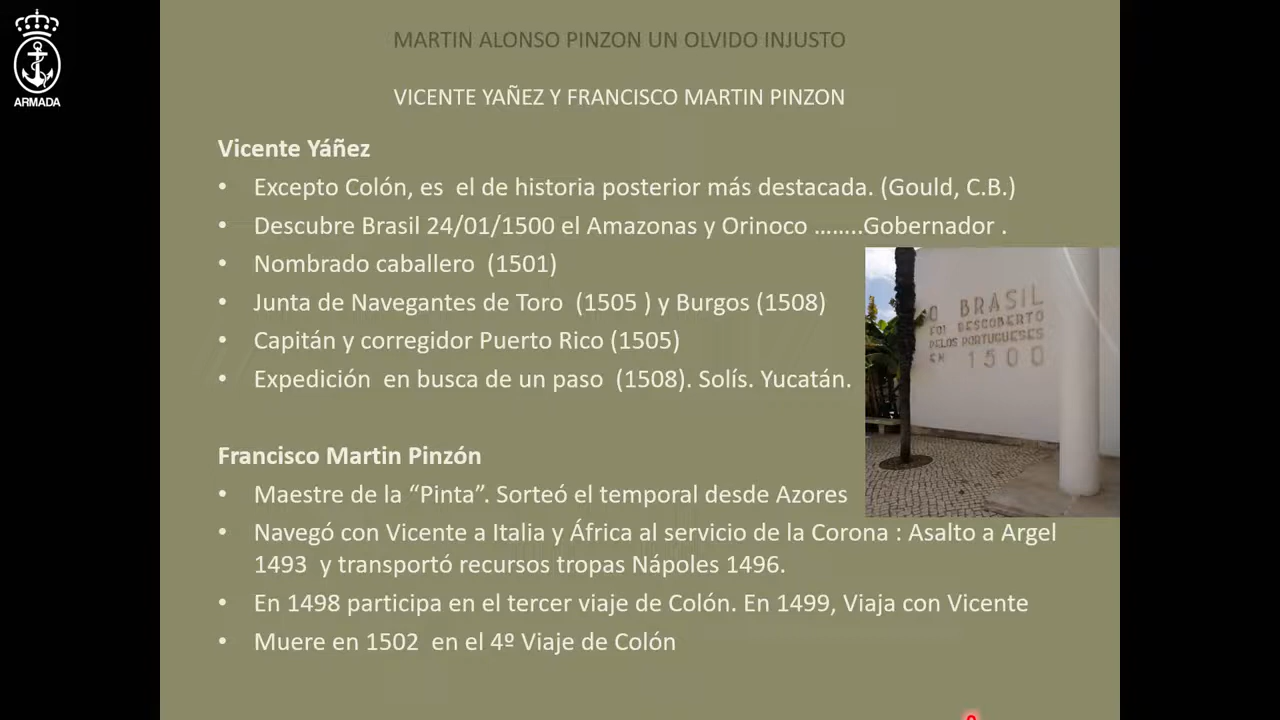 ARMADA
MARTIN ALONSO PINZON UN OLVIDO INJUSTO
VICENTE YAÑEZ Y FRANCISCO MARTIN PINZON
Vicente Yáñez
• Excepto Colón, es el de historia posterior más destacada. (Gould, C.B.)
• Descubre Brasil 24/01/1500 el Amazonas y Orinoco ........Gobernador .
• Nombrado caballero (1501)
• Junta de Navegantes de Toro (1505 ) y Burgos (1508)
• Capitán y corregidor Puerto Rico (1505)
• Expedición en busca de un paso (1508). Solís. Yucatán.
O BRASIL
FOI DESCOBERTO
PELOS PORTUGUESES
EM 1500
Francisco Martin Pinzón
• Maestre de la “Pinta”. Sorteó el temporal desde Azores
• Navegó con Vicente a Italia y África al servicio de la Corona : Asalto a Argel
1493 y transportó recursos tropas Nápoles 1496.
• En 1498 participa en el tercer viaje de Colón. En 1499, Viaja con Vicente
• Muere en 1502 en el 4º Viaje de Colón